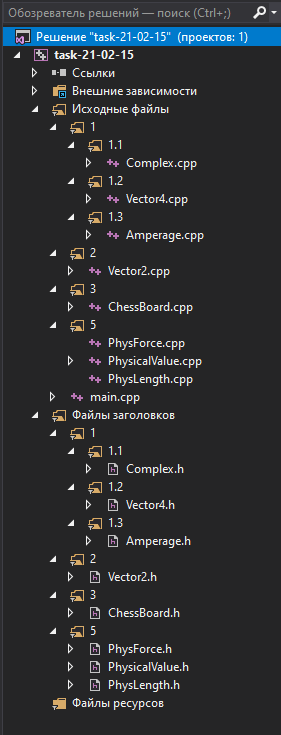 Обозреватель решений — поиск (Ctrl+;)
Решение "task-21-02-15" (проектов: 1)
task-21-02-15
Ссылки
Внешние зависимости
Исходные файлы
1
1.1
Complex.cpp
1.2
Vector4.cpp
1.3
Amperage.cpp
2
Vector2.cpp
3
ChessBoard.cpp
5
PhysForce.cpp
PhysicalValue.cpp
PhysLength.cpp
main.cpp
Файлы заголовков
1
1.1
Complex.h
1.2
Vector4.h
1.3
Amperage.h
2
Vector2.h
3
ChessBoard.h
5
PhysForce.h
PhysicalValue.h
PhysLength.h
Файлы ресурсов